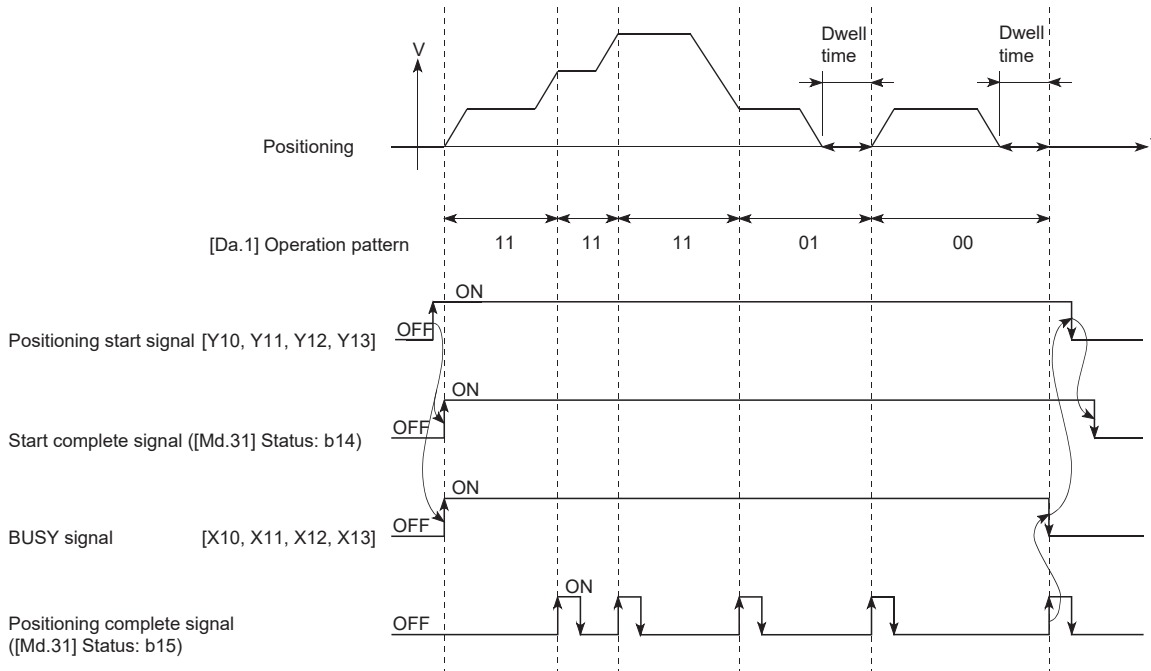 Dwell
time
Dwell
time
V
Positioning
[Da.1] Operation pattern
11
11
11
01
00
ON
OFF
Positioning start signal [Y10, Y11, Y12, Y13]
ON
OFF
Start complete signal ([Md.31] Status: b14)
ON
OFF
BUSY signal [X10, X11, X12, X13]
ON
OFF
Positioning complete signal
([Md.31] Status: b15)